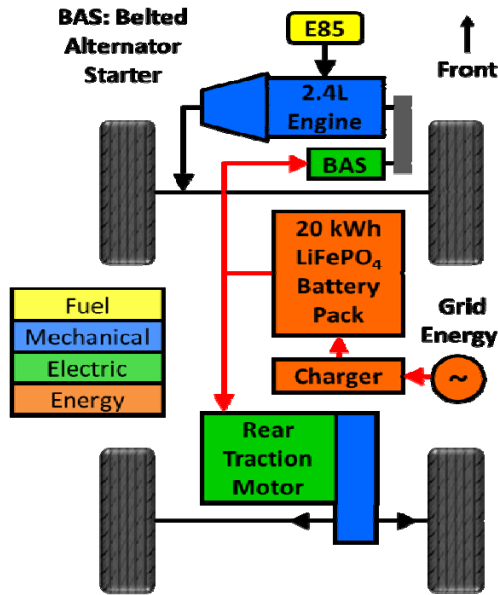 BAS: Belted
Alternator
Starter
E85
Front
2.4L
Engine
BAS
20 kWh
LiFePO₄
Battery
Pack
Grid
Energy
Fuel
Mechanical
Electric
Energy
Charger
~
Rear
Traction
Motor